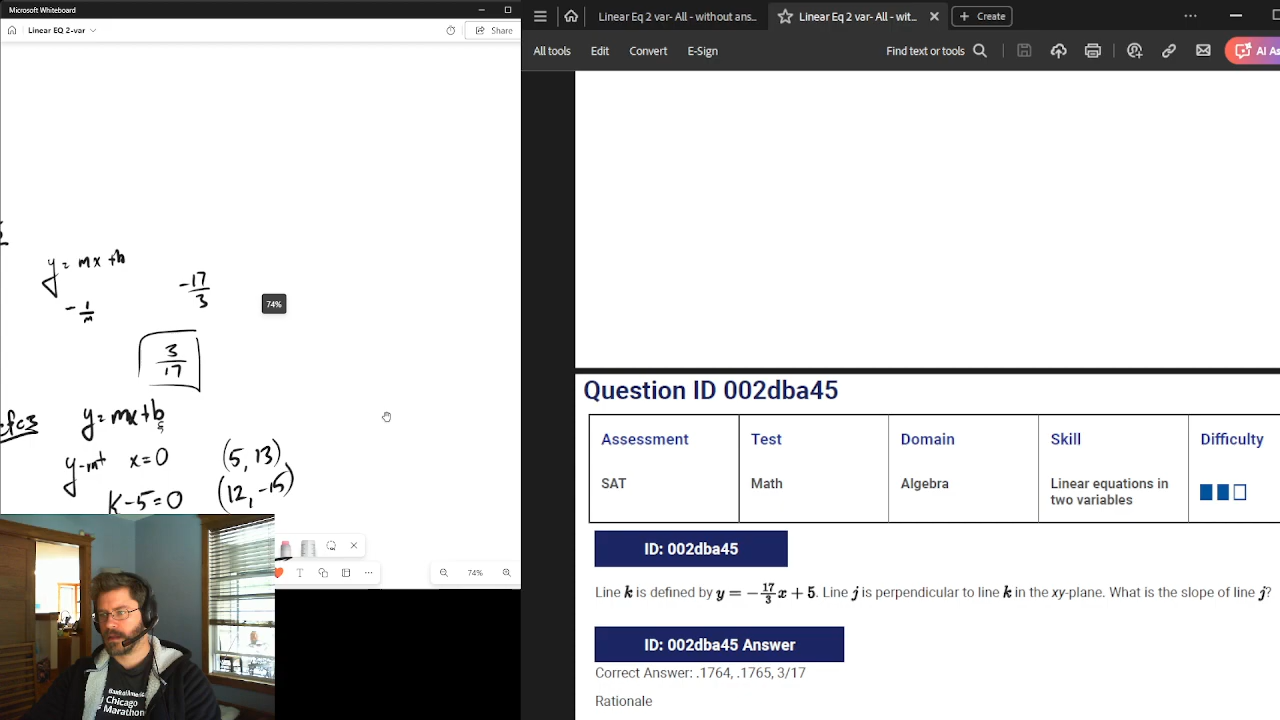 Microsoft Whiteboard
Linear EQ 2-var
Share
y = mx + b
-1/m
-17/3
74%
3/17
y = mx + b
y-int x = 0
(5, 13)
K - 5 = 0
(12, -15)
74%
Linear Eq 2 var- All - without ans...
Linear Eq 2 var- All - wit...
Create
All tools
Edit
Convert
E-Sign
Find text or tools
AI As
Question ID 002dba45
Assessment
Test
Domain
Skill
Difficulty
SAT
Math
Algebra
Linear equations in
two variables
ID: 002dba45
Line k is defined by y = -17/3 x + 5. Line j is perpendicular to line k in the xy-plane. What is the slope of line j?
ID: 002dba45 Answer
Correct Answer: .1764, .1765, 3/17
Rationale
Chicago
Marathon